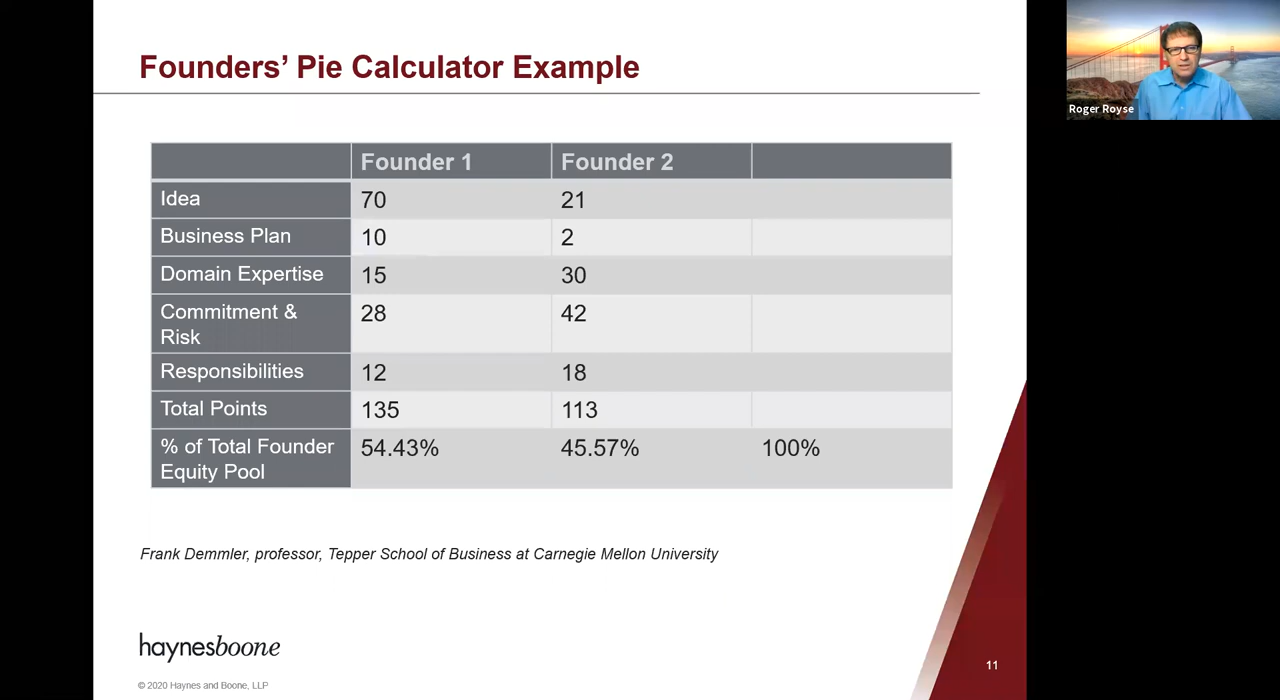 Founders’ Pie Calculator Example
Roger Royse
Founder 1 Founder 2
Idea 70 21
Business Plan 10 2
Domain Expertise 15 30
Commitment &
Risk 28 42
Responsibilities 12 18
Total Points 135 113
% of Total Founder
Equity Pool 54.43% 45.57% 100%
Frank Demmler, professor, Tepper School of Business at Carnegie Mellon University
haynesboone
© 2020 Haynes and Boone, LLP
11